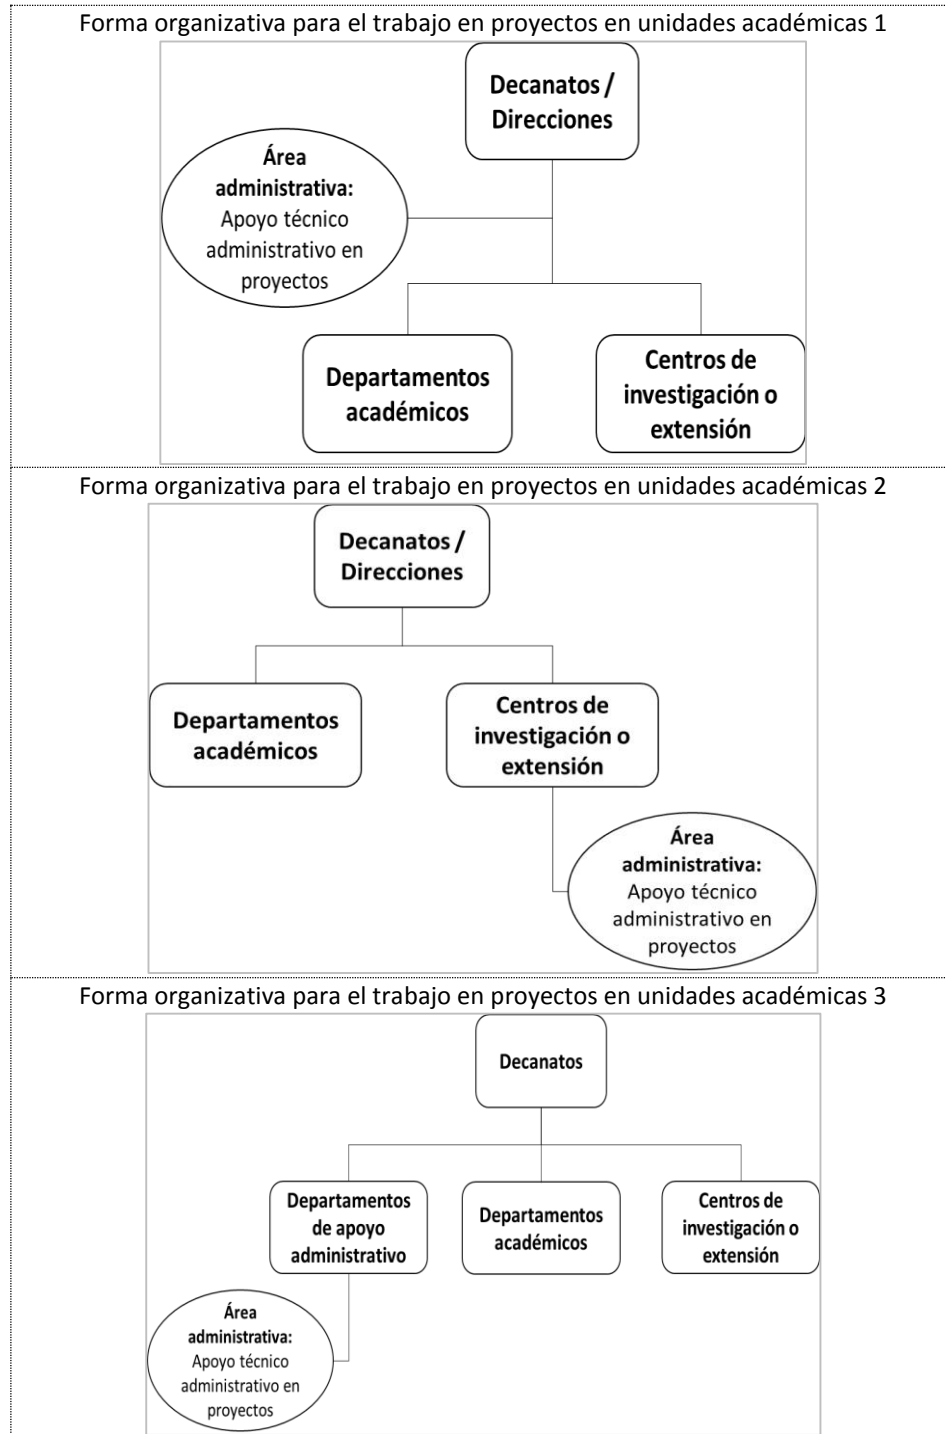 Forma organizativa para el trabajo en proyectos en unidades académicas 1
Decanatos /
Direcciones
Área
administrativa:
Apoyo técnico
administrativo en
proyectos
Departamentos
académicos
Centros de
investigación o
extensión
Forma organizativa para el trabajo en proyectos en unidades académicas 2
Decanatos /
Direcciones
Departamentos
académicos
Centros de
investigación o
extensión
Área
administrativa:
Apoyo técnico
administrativo en
proyectos
Forma organizativa para el trabajo en proyectos en unidades académicas 3
Decanatos
Departamentos
de apoyo
administrativo
Departamentos
académicos
Centros de
investigación o
extensión
Área
administrativa:
Apoyo técnico
administrativo en
proyectos